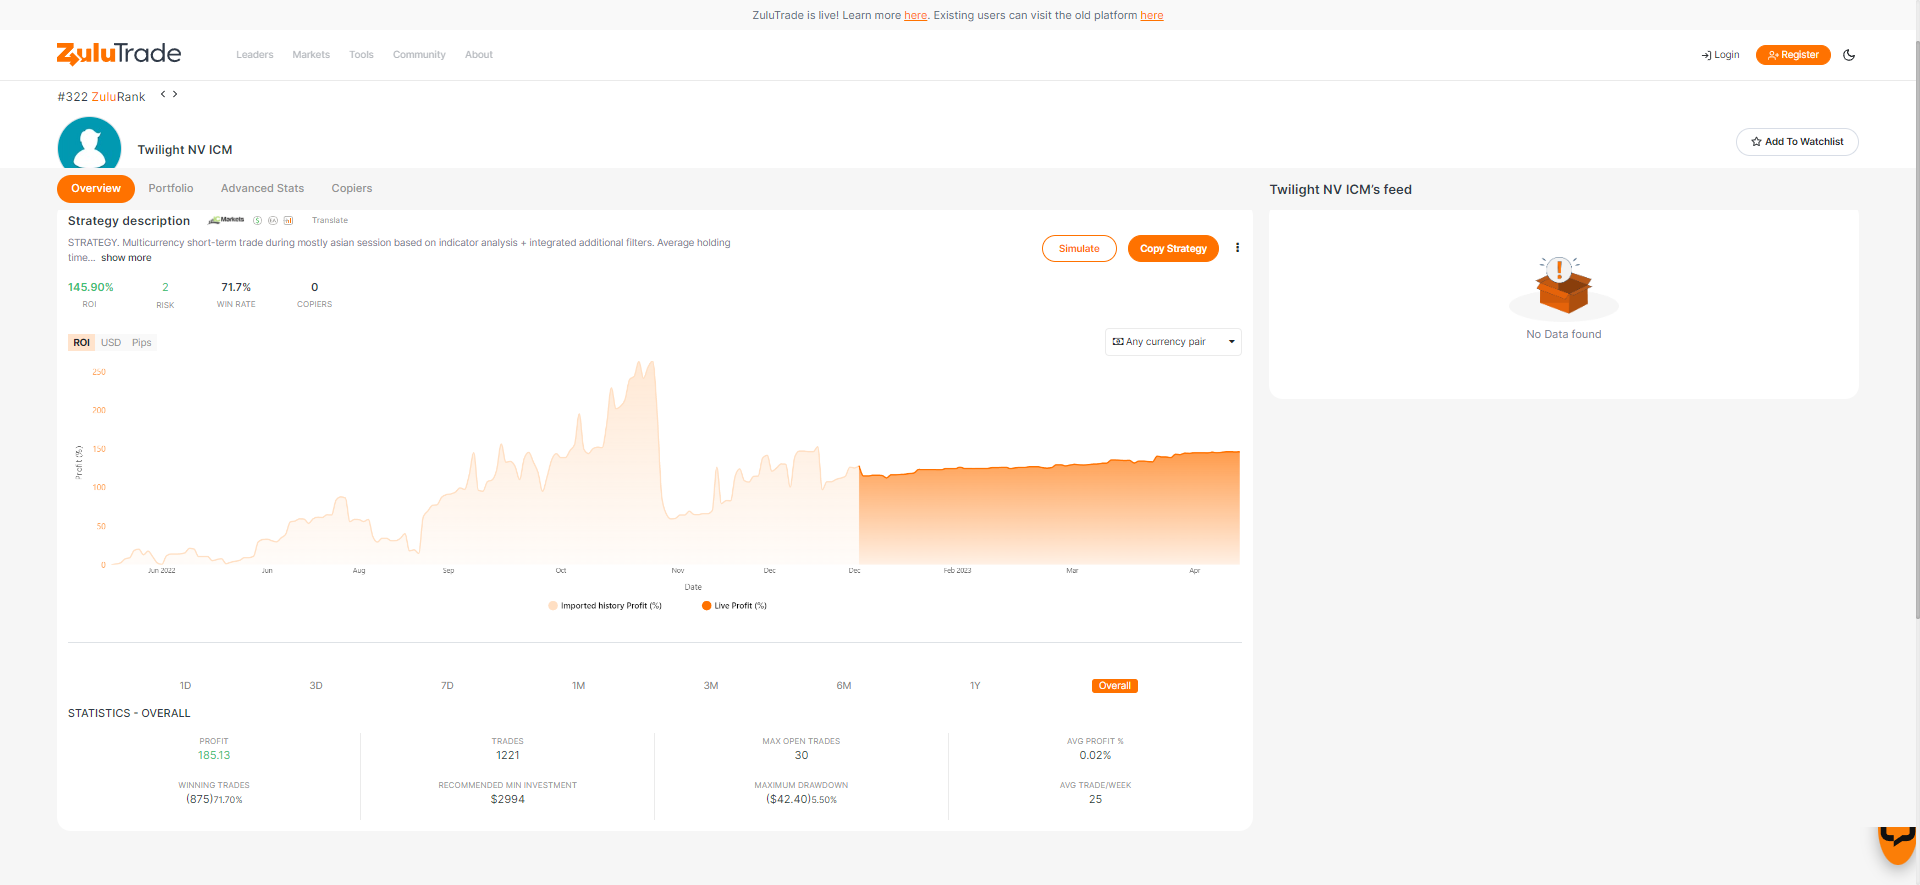 ZuluTrade is live! Learn more here. Existing users can visit the old platform here
ZuluTrade
Leaders Markets Tools Community About
Login Register
#322 ZuluRank < >
Twilight NV ICM
Add To Watchlist
Overview Portfolio Advanced Stats Copiers
Twilight NV ICM's feed
Strategy description Markets Translate
STRATEGY. Multicurrency short-term trade during mostly asian session based on indicator analysis + integrated additional filters. Average holding
time... show more
Simulate Copy Strategy
145.90% 2 71.7% 0
ROI RISK WIN RATE COPIERS
No Data found
ROI USD Pips
Any currency pair
250
200
150
100
50
0
Profit (%)
Jun 2022 Jun Aug Sep Oct Nov Dec Dec Feb 2023 Mar Apr
Date
Imported history Profit (%) Live Profit (%)
1D 3D 7D 1M 3M 6M 1Y Overall
STATISTICS - OVERALL
PROFIT TRADES MAX OPEN TRADES AVG PROFIT %
185.13 1221 30 0.02%
WINNING TRADES RECOMMENDED MIN INVESTMENT MAXIMUM DRAWDOWN AVG TRADE/WEEK
(875)71.70% $2994 ($42.40)5.50% 25